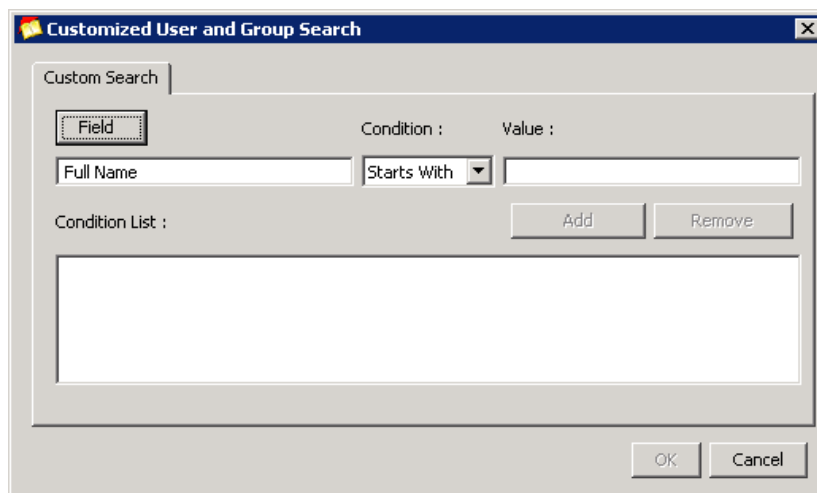 Customized User and Group Search
Custom Search
Field Condition : Value :
Full Name Starts With
Condition List : Add Remove
OK Cancel